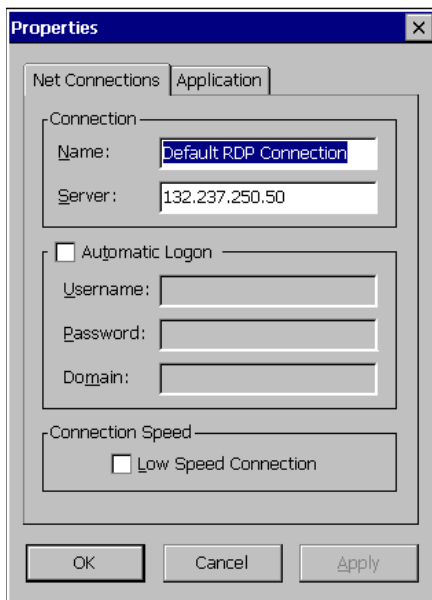 Properties
Net Connections Application
Connection
Name: Default RDP Connection
Server: 132.237.250.50
Automatic Logon
Username:
Password:
Domain:
Connection Speed
Low Speed Connection
OK Cancel Apply